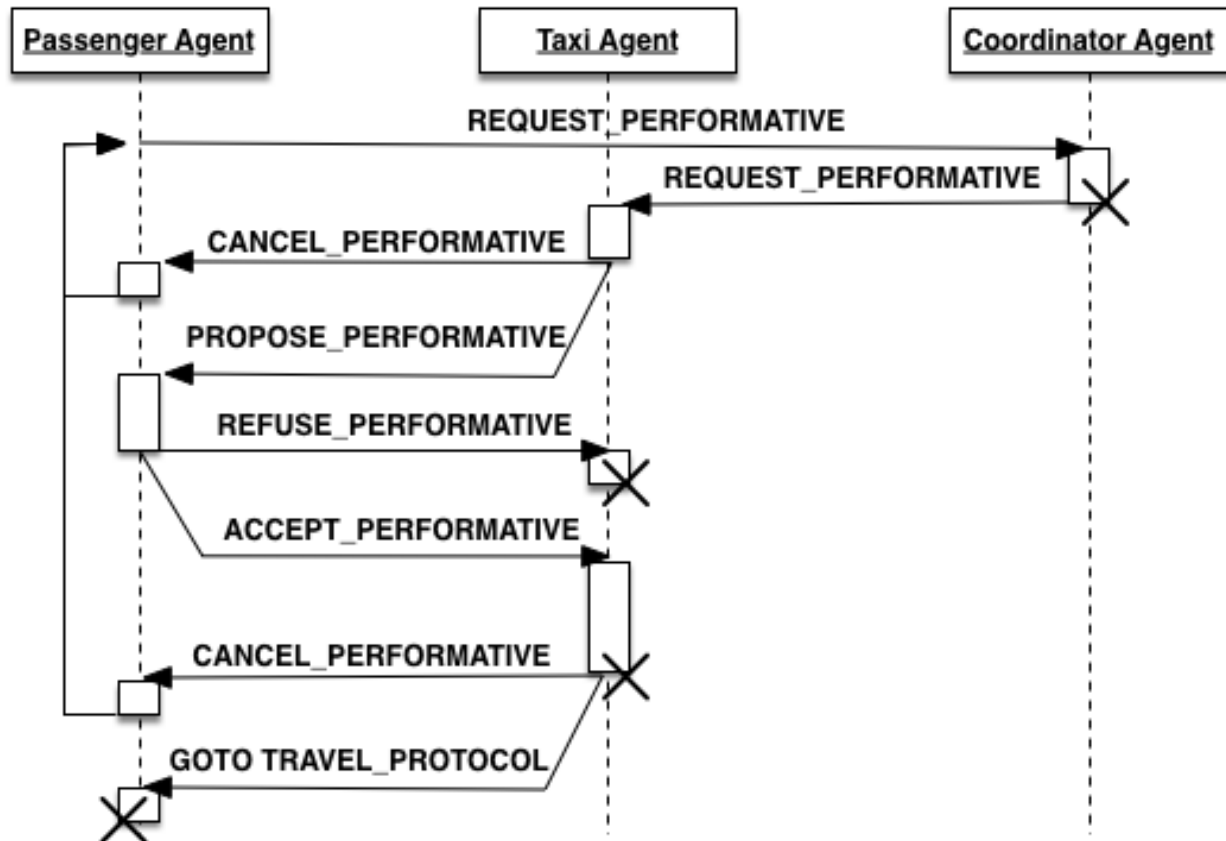 Passenger Agent
Taxi Agent
Coordinator Agent
REQUEST_PERFORMATIVE
REQUEST_PERFORMATIVE
CANCEL_PERFORMATIVE
PROPOSE_PERFORMATIVE
REFUSE_PERFORMATIVE
ACCEPT_PERFORMATIVE
CANCEL_PERFORMATIVE
GOTO TRAVEL_PROTOCOL